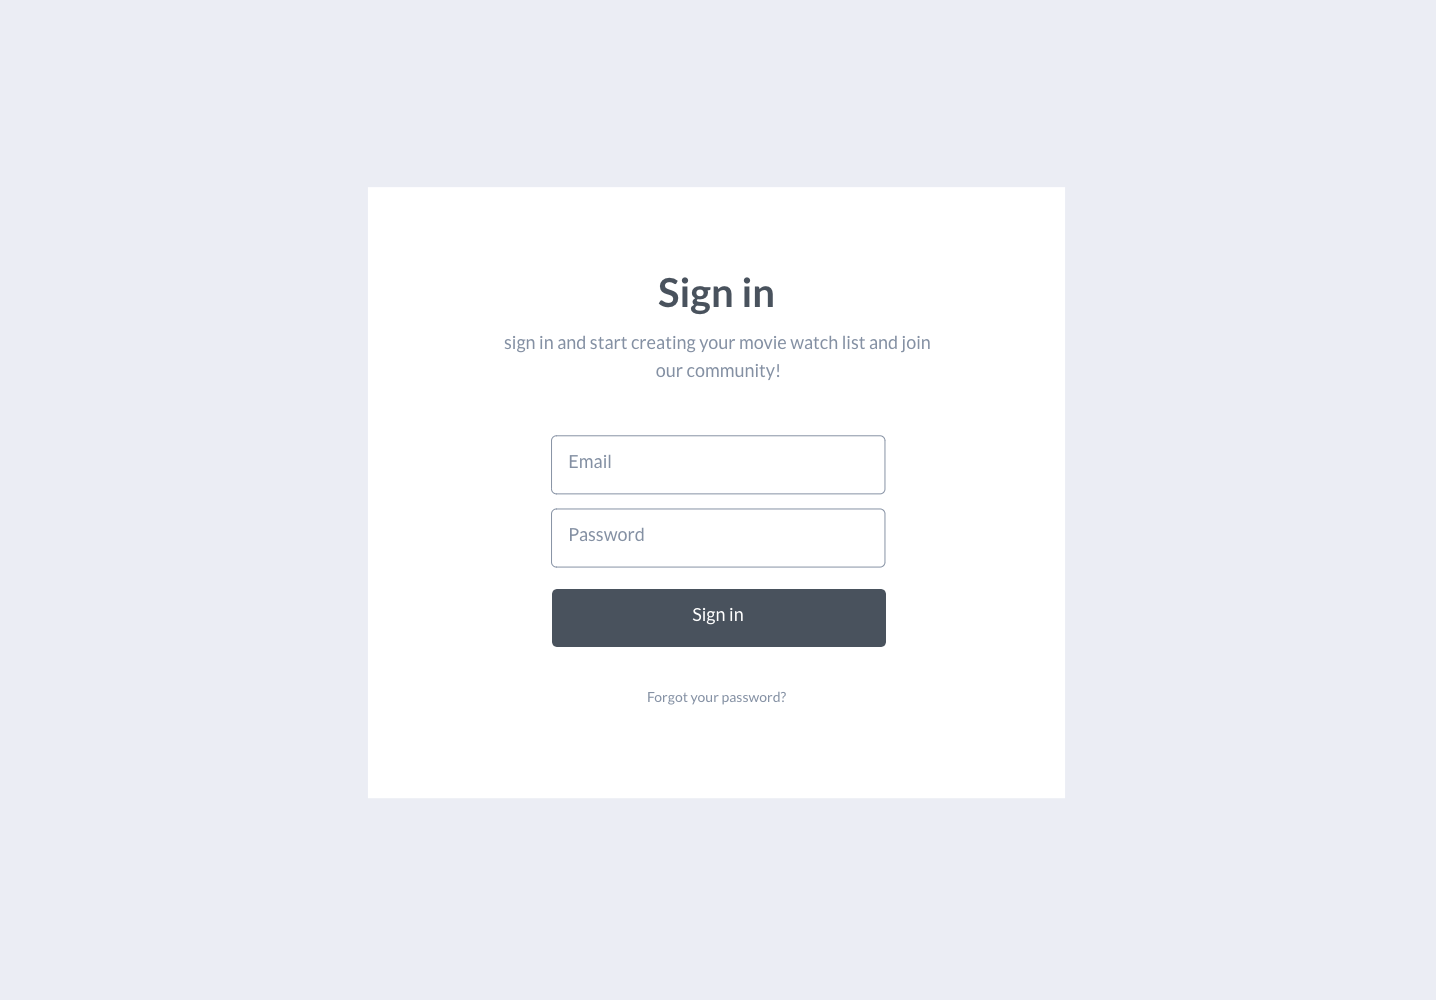 Sign in
sign in and start creating your movie watch list and join
our community!
Email
Password
Sign in
Forgot your password?